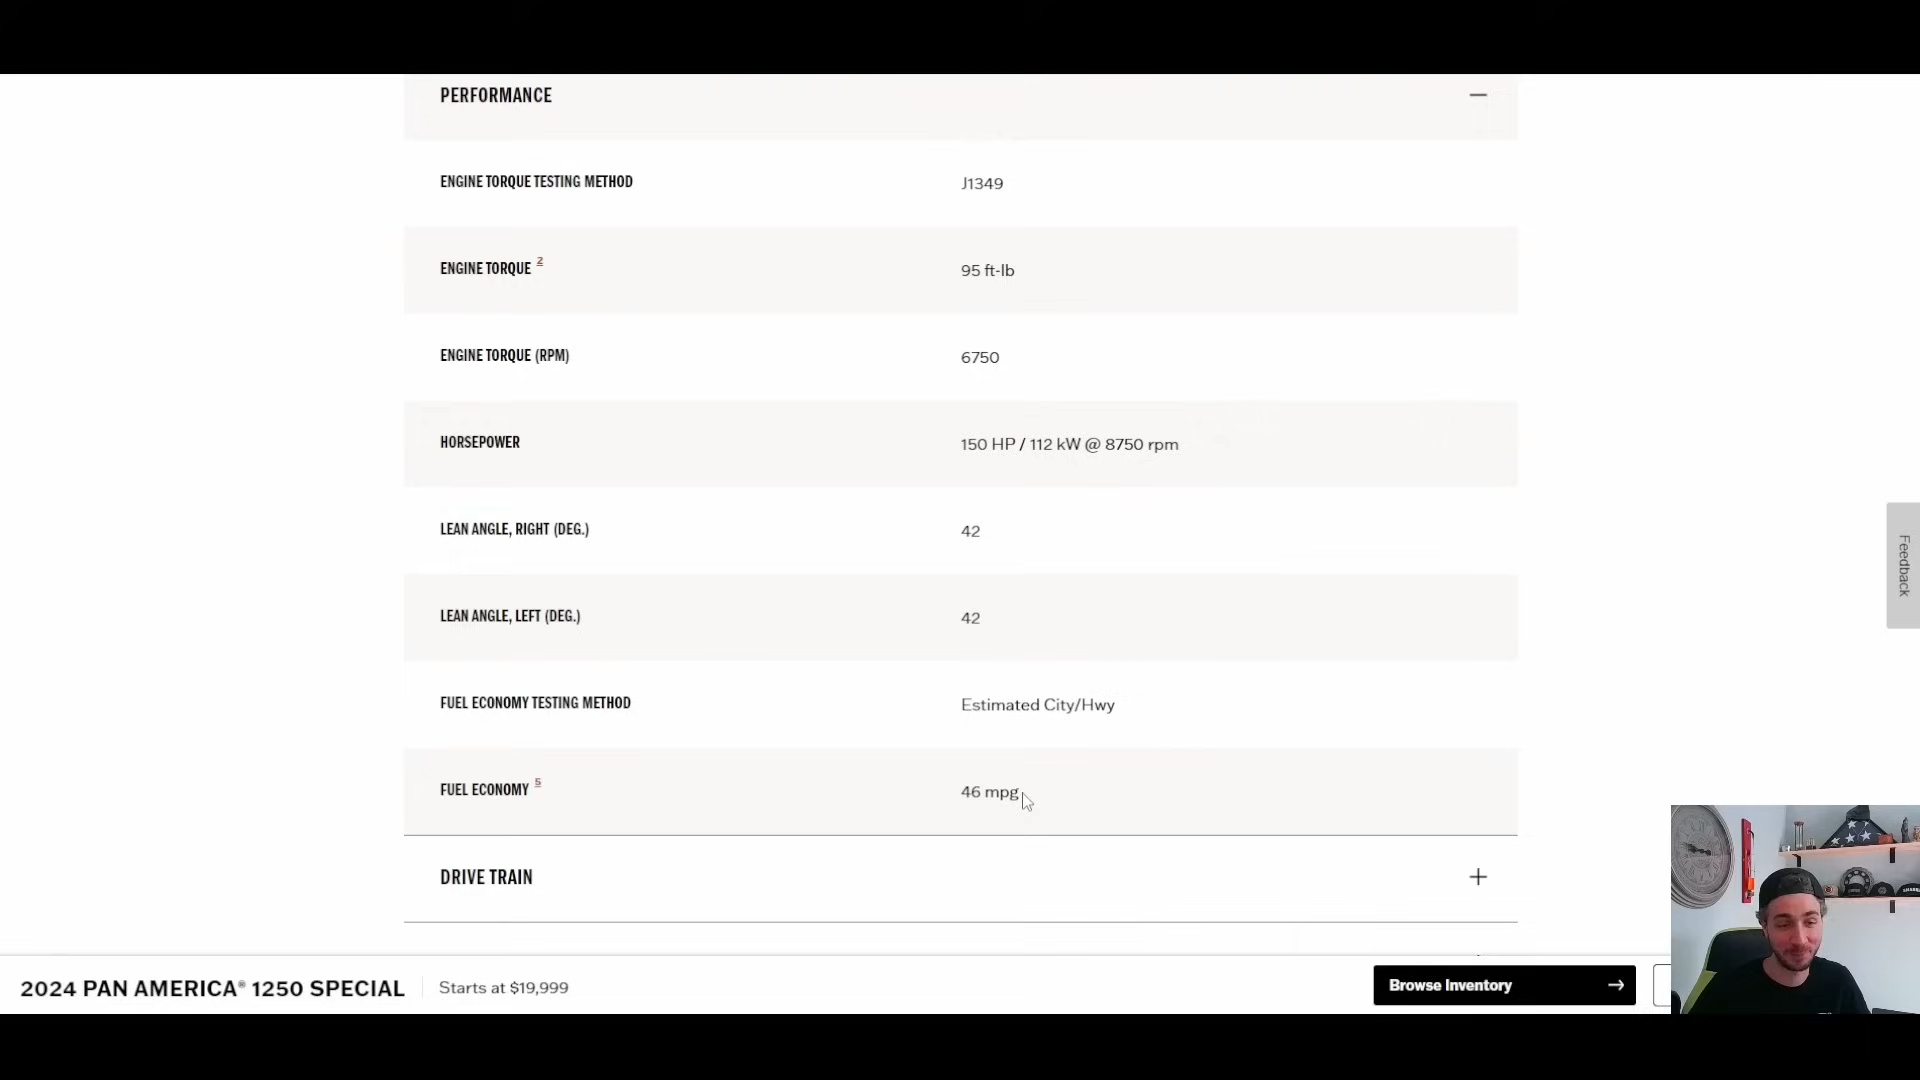 PERFORMANCE
ENGINE TORQUE TESTING METHOD J1349
ENGINE TORQUE 2 95 ft-lb
ENGINE TORQUE (RPM) 6750
HORSEPOWER 150 HP / 112 kW @ 8750 rpm
LEAN ANGLE, RIGHT (DEG.) 42
LEAN ANGLE, LEFT (DEG.) 42
FUEL ECONOMY TESTING METHOD Estimated City/Hwy
FUEL ECONOMY 5 46 mpg
DRIVE TRAIN
2024 PAN AMERICA® 1250 SPECIAL Starts at $19,999
Browse Inventory
Feedback